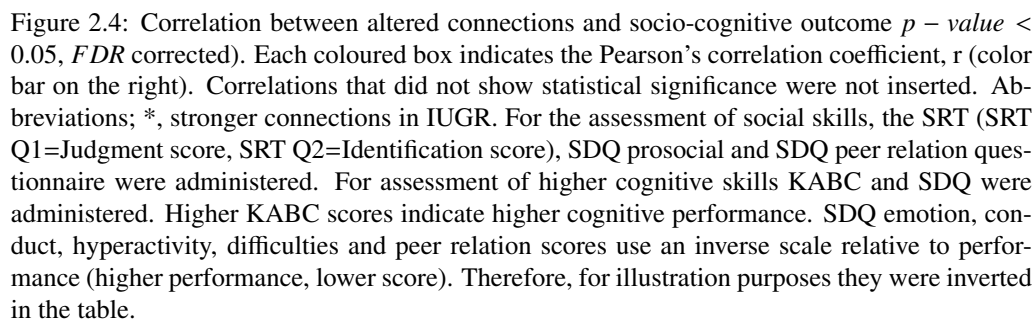 Figure 2.4: Correlation between altered connections and socio-cognitive outcome p − value <
0.05, FDR corrected). Each coloured box indicates the Pearson's correlation coefficient, r (color
bar on the right). Correlations that did not show statistical significance were not inserted. Ab-
breviations; *, stronger connections in IUGR. For the assessment of social skills, the SRT (SRT
Q1=Judgment score, SRT Q2=Identification score), SDQ prosocial and SDQ peer relation ques-
tionnaire were administered. For assessment of higher cognitive skills KABC and SDQ were
administered. Higher KABC scores indicate higher cognitive performance. SDQ emotion, con-
duct, hyperactivity, difficulties and peer relation scores use an inverse scale relative to perfor-
mance (higher performance, lower score). Therefore, for illustration purposes they were inverted
in the table.